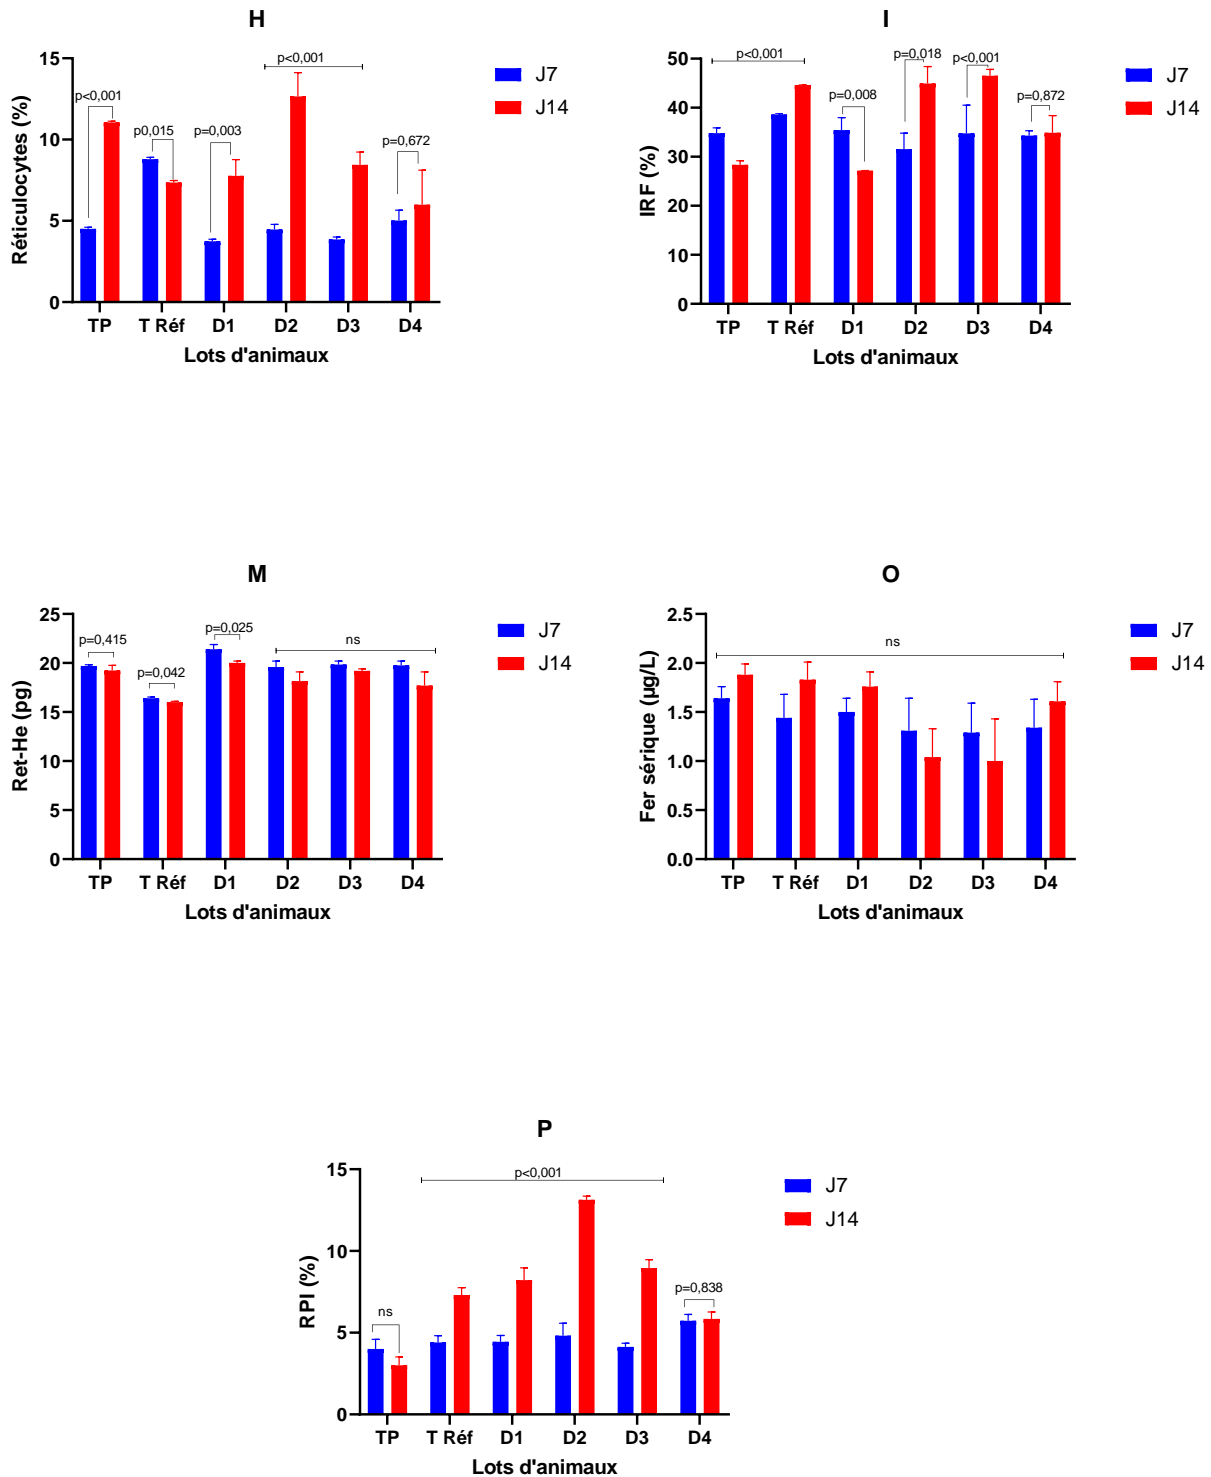 H
p<0,001
p<0,001
p0,015
p=0,003
p=0,672
15
10
5
0
Réticulocytes (%)
TP T Réf D1 D2 D3 D4
Lots d'animaux
J7
J14
I
p<0,001
p=0,008
p=0,018
p<0,001
p=0,872
50
40
30
20
10
0
IRF (%)
TP T Réf D1 D2 D3 D4
Lots d'animaux
J7
J14
M
p=0,415
p=0,042
p=0,025
ns
25
20
15
10
5
0
Ret-He (pg)
TP T Réf D1 D2 D3 D4
Lots d'animaux
J7
J14
O
ns
2.5
2.0
1.5
1.0
0.5
0.0
Fer sérique (µg/L)
TP T Réf D1 D2 D3 D4
Lots d'animaux
J7
J14
P
p<0,001
ns
p=0,838
15
10
5
0
RPI (%)
TP T Réf D1 D2 D3 D4
Lots d'animaux
J7
J14